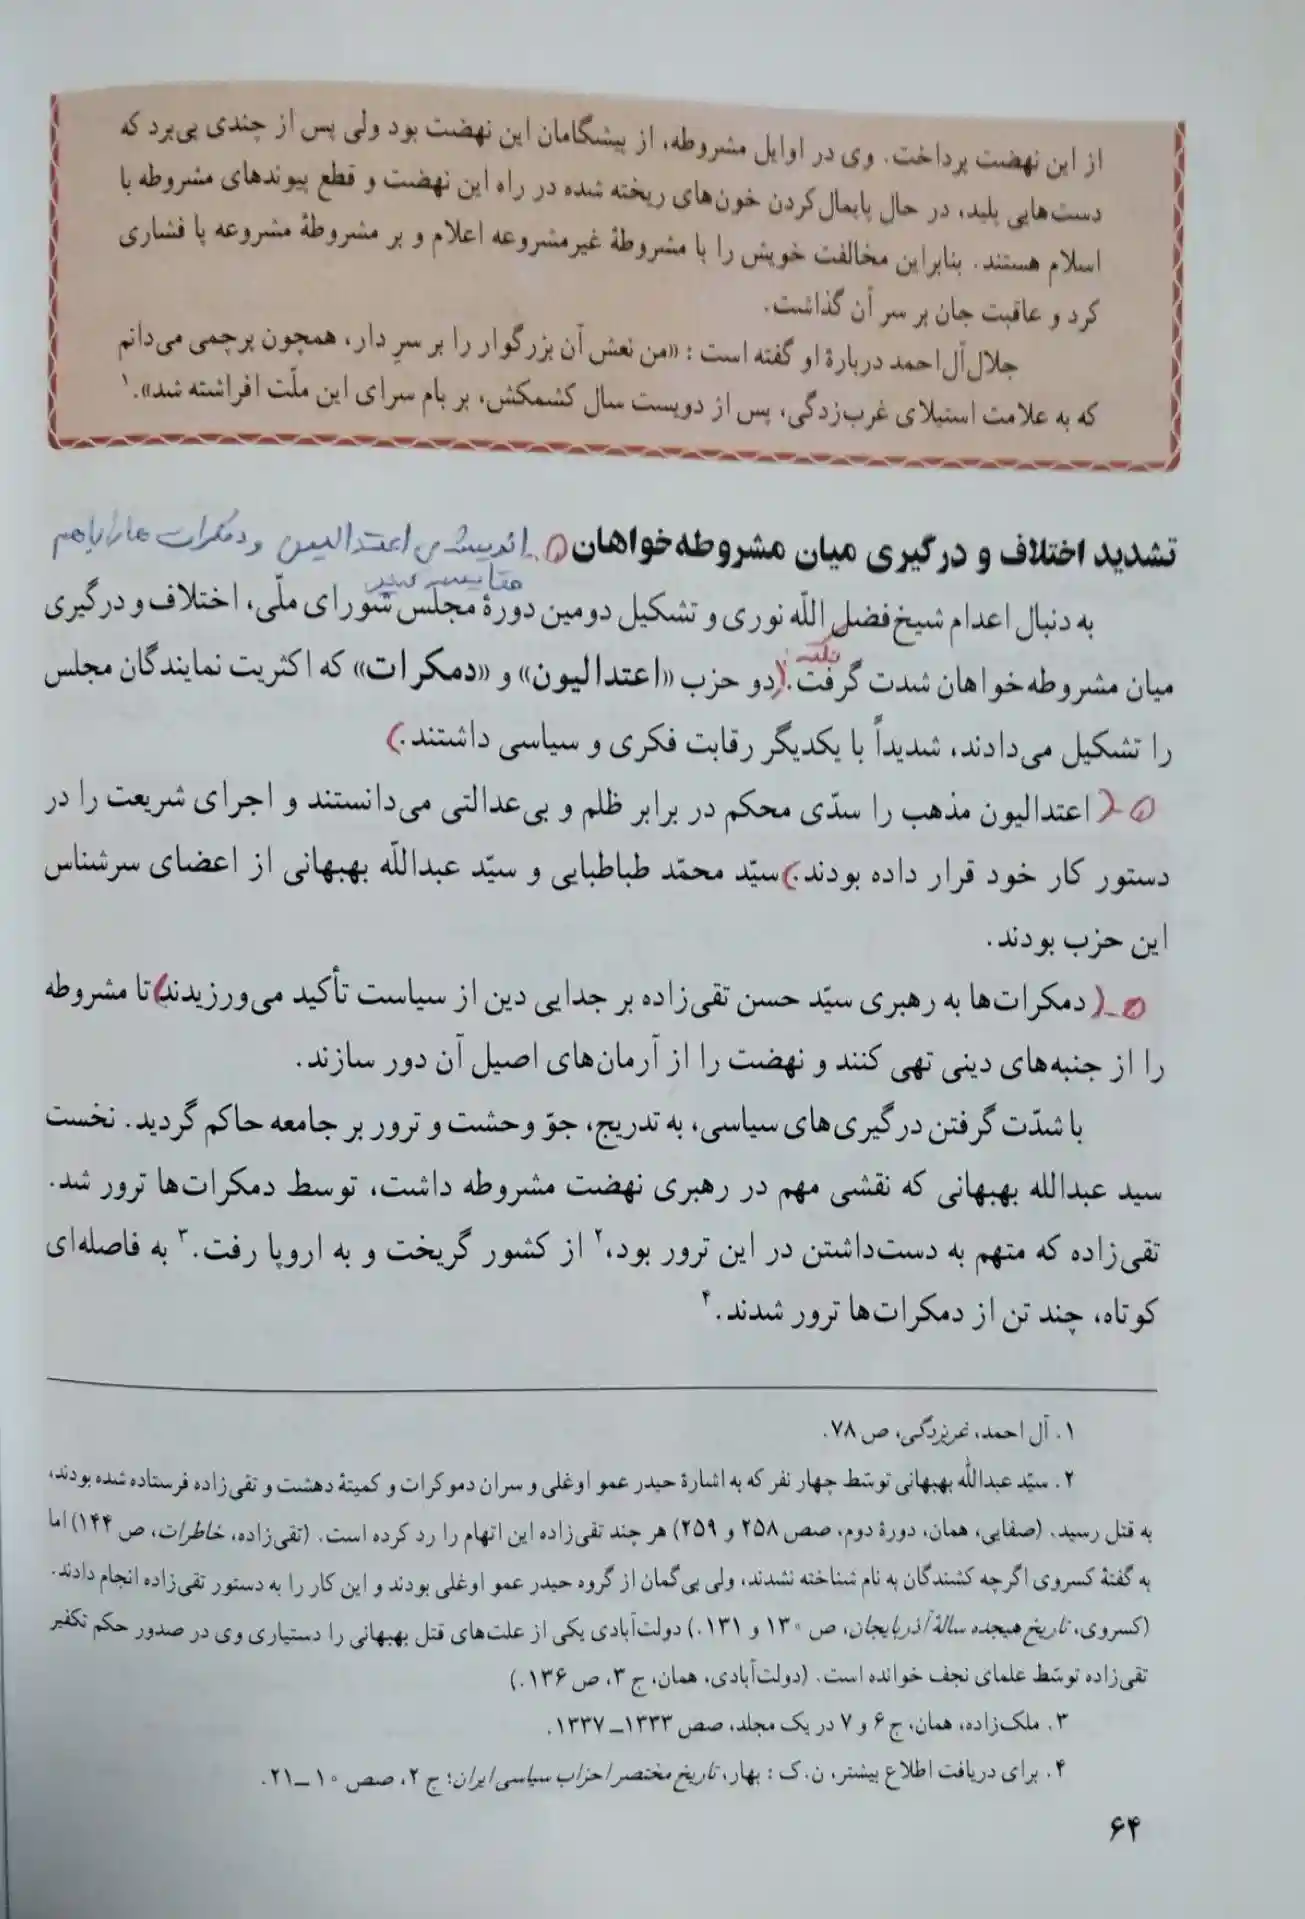 از این نهضت پرداخت. وی در اوایل مشروطه، از پیشگامان این نهضت بود ولی پس از چندی پی‌برد که
دست‌هایی پلید، در حال پایمال‌کردن خون‌های ریخته شده در راه این نهضت و قطع پیوندهای مشروطه با
اسلام هستند. بنابراین مخالفت خویش را با مشروطهٔ غیرمشروعه اعلام و بر مشروطهٔ مشروعه پا فشاری
کرد و عاقبت جان بر سر آن گذاشت.
جلال‌آل‌احمد دربارهٔ او گفته است : «من نعش آن بزرگوار را بر سرِ دار، همچون پرچمی می‌دانم
که به علامت استیلای غرب‌زدگی، پس از دویست سال کشمکش، بر بام سرای این ملّت افراشته شد».۱
تشدید اختلاف و درگیری میان مشروطه‌خواهان اندیشه ی اعتدالیون و دمکرات ها را با هم
مقایسه کنید
به دنبال اعدام شیخ‌فضل اللّه نوری و تشکیل دومین دورهٔ مجلس شورای ملّی، اختلاف و درگیری
نکته:
میان مشروطه‌خواهان شدت گرفت. (دو حزب «اعتدالیون» و «دمکرات» که اکثریت نمایندگان مجلس
را تشکیل می‌دادند، شدیداً با یکدیگر رقابت فکری و سیاسی داشتند.)
(اعتدالیون مذهب را سدّی محکم در برابر ظلم و بی‌عدالتی می‌دانستند و اجرای شریعت را در
دستور کار خود قرار داده بودند.) سیّد محمّد طباطبایی و سیّد عبداللّه بهبهانی از اعضای سرشناس
این حزب بودند.
(دمکرات‌ها به رهبری سیّد حسن تقی‌زاده بر جدایی دین از سیاست تأکید می‌ورزیدند) تا مشروطه
را از جنبه‌های دینی تهی کنند و نهضت را از آرمان‌های اصیل آن دور سازند.
با شدّت گرفتن درگیری‌های سیاسی، به تدریج، جوّ وحشت و ترور بر جامعه حاکم گردید. نخست
سید عبدالله بهبهانی که نقشی مهم در رهبری نهضت مشروطه داشت، توسط دمکرات‌ها ترور شد.
تقی‌زاده که متهم به دست‌داشتن در این ترور بود،۲ از کشور گریخت و به اروپا رفت.۳ به فاصله‌ای
کوتاه، چند تن از دمکرات‌ها ترور شدند.۴
۱. آل احمد، غربزدگی، ص ۷۸.
۲. سیّد عبداللّه بهبهانی توسّط چهار نفر که به اشارهٔ حیدر عمو اوغلی و سران دموکرات و کمیتهٔ دهشت و تقی‌زاده فرستاده شده بودند،
به قتل رسید. (صفایی، همان، دورهٔ دوم، صص ۲۵۸ و ۲۵۹) هر چند تقی‌زاده این اتهام را رد کرده است. (تقی‌زاده، خاطرات، ص ۱۴۴) اما
به گفتهٔ کسروی اگرچه کشندگان به نام شناخته نشدند، ولی بی‌گمان از گروه حیدر عمو اوغلی بودند و این کار را به دستور تقی‌زاده انجام دادند.
(کسروی، تاریخ هیجده سالهٔ آذربایجان، ص ۱۳۰ و ۱۳۱.) دولت‌آبادی یکی از علت‌های قتل بهبهانی را دستیاری وی در صدور حکم تکفیر
تقی‌زاده توسّط علمای نجف خوانده است. (دولت‌آبادی، همان، ج ۳، ص ۱۳۶.)
۳. ملک‌زاده، همان، ج ۶ و ۷ در یک مجلد، صص ۱۳۳۳ــ۱۳۳۷.
۴. برای دریافت اطلاع بیشتر، ن.ک : بهار، تاریخ مختصر احزاب سیاسی ایران؛ ج ۲، صص ۱۰ــ۲۱.
۶۴